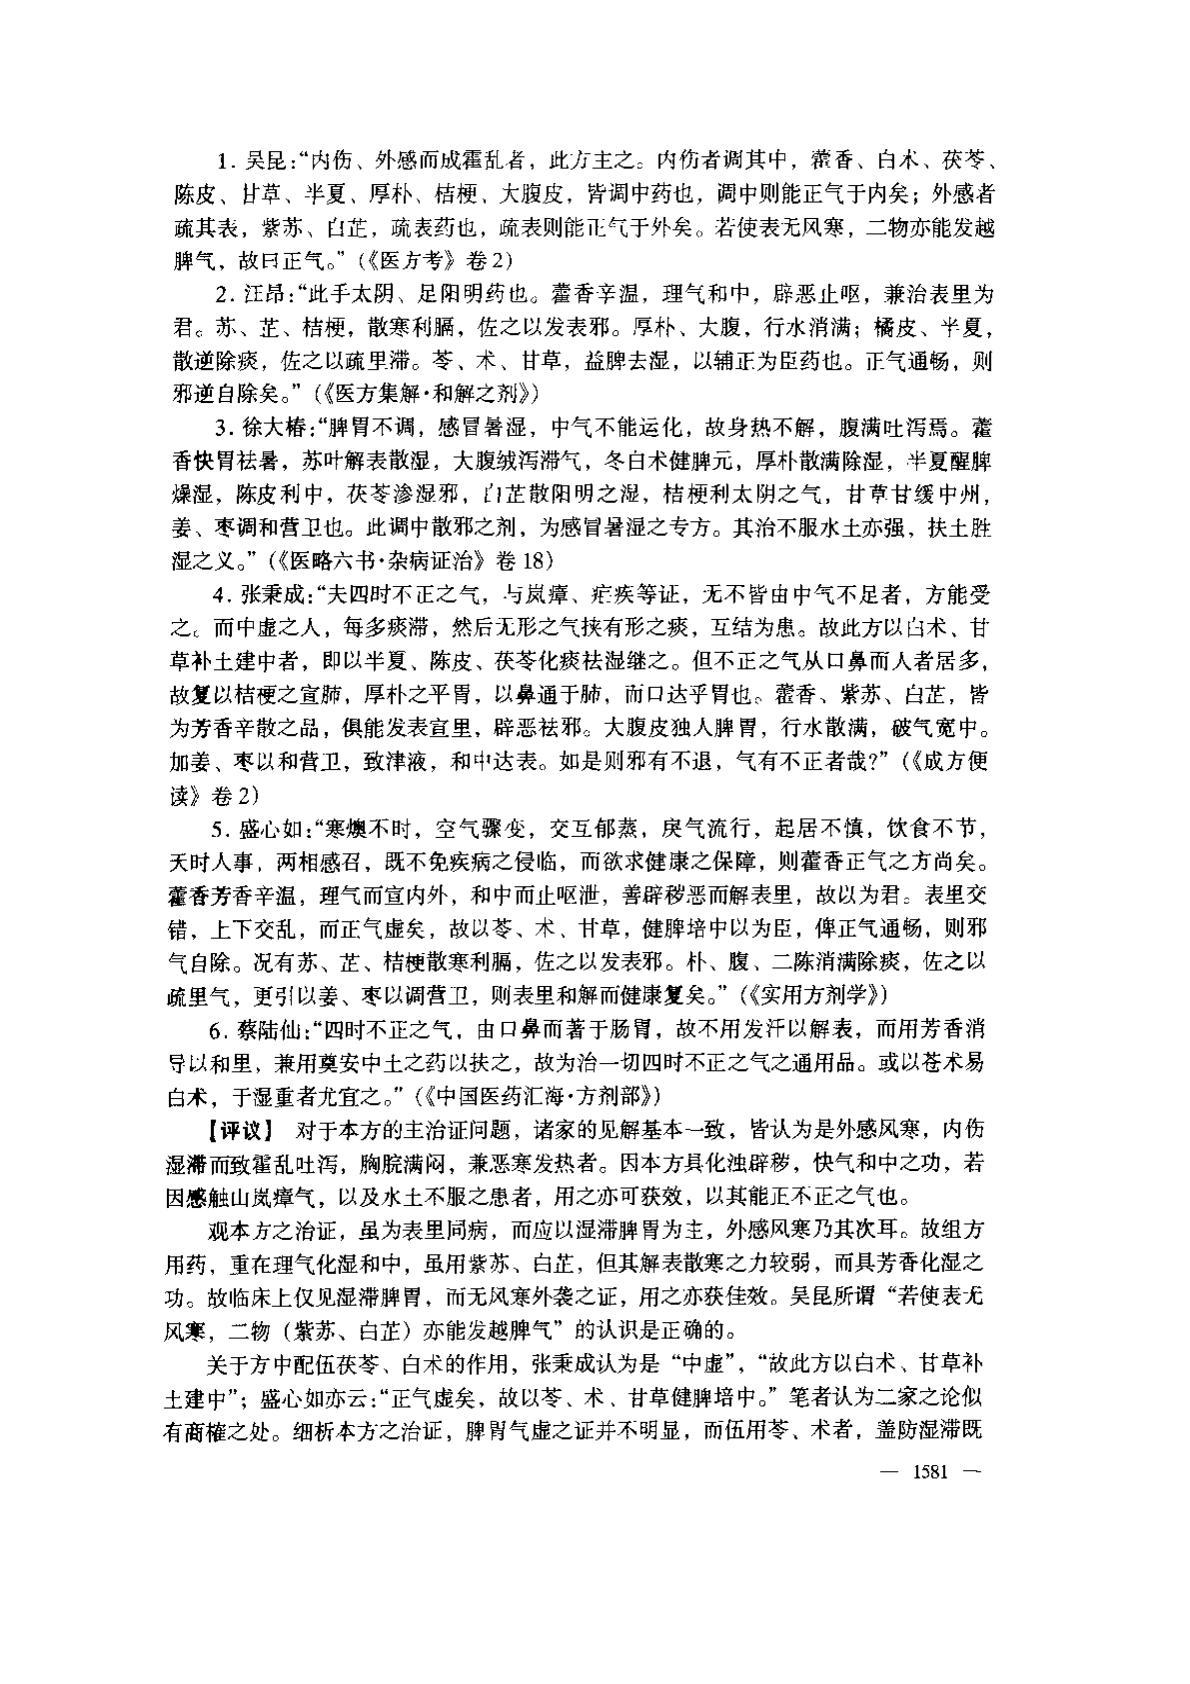 1. 吴昆:“内伤、外感而成霍乱者，此方主之。内伤者调其中，藿香、白术、茯苓、
陈皮、甘草、半夏、厚朴、桔梗、大腹皮，皆调中药也，调中则能正气于内矣；外感者
疏其表，紫苏、白芷，疏表药也，疏表则能正气于外矣。若使表无风寒，二物亦能发越
脾气，故曰正气。”(《医方考》卷2)
2. 汪昂:“此手太阴、足阳明药也。藿香辛温，理气和中，辟恶止呕，兼治表里为
君。苏、芷、桔梗，散寒利膈，佐之以发表邪。厚朴、大腹，行水消满；橘皮、半夏，
散逆除痰，佐之以疏里滞。苓、术、甘草，益脾去湿，以辅正为臣药也。正气通畅，则
邪逆自除矣。”(《医方集解·和解之剂》)
3. 徐大椿:“脾胃不调，感冒暑湿，中气不能运化，故身热不解，腹满吐泻焉。藿
香快胃祛暑，苏叶解表散湿，大腹绒泻滞气，冬白术健脾元，厚朴散满除湿，半夏醒脾
燥湿，陈皮利中，茯苓渗湿邪，白芷散阳明之湿，桔梗利太阴之气，甘草甘缓中州，
姜、枣调和营卫也。此调中散邪之剂，为感冒暑湿之专方。其治不服水土亦强，扶土胜
湿之义。”(《医略六书·杂病证治》卷 18)
4. 张秉成:“夫四时不正之气，与岚瘴、疟疾等证，无不皆由中气不足者，方能受
之。而中虚之人，每多痰滞，然后无形之气挟有形之痰，互结为患。故此方以白术、甘
草补土建中者，即以半夏、陈皮、茯苓化痰祛湿继之。但不正之气从口鼻而人者居多，
故复以桔梗之宣肺，厚朴之平胃，以鼻通于肺，而口达乎胃也。藿香、紫苏、白芷，皆
为芳香辛散之品，俱能发表宣里，辟恶祛邪。大腹皮独人脾胃，行水散满，破气宽中。
加姜、枣以和营卫，致津液，和中达表。如是则邪有不退，气有不正者哉?”(《成方便
读》卷 2)
5. 盛心如:“寒燠不时，空气骤变，交互郁蒸，戾气流行，起居不慎，饮食不节，
天时人事，两相感召，既不免疾病之侵临，而欲求健康之保障，则藿香正气之方尚矣。
藿香芳香辛温，理气而宣内外，和中而止呕泄，善辟秽恶而解表里，故以为君。表里交
错，上下交乱，而正气虚矣，故以苓、术、甘草，健脾培中以为臣，俾正气通畅，则邪
气自除。况有苏、芷、桔梗散寒利膈，佐之以发表邪。朴、腹、二陈消满除痰，佐之以
疏里气，更引以姜、枣以调营卫，则表里和解而健康复矣。”(《实用方剂学》)
6. 蔡陆仙:“四时不正之气，由口鼻而著于肠胃，故不用发汗以解表，而用芳香消
导以和里，兼用奠安中土之药以扶之，故为治一切四时不正之气之通用品。或以苍术易
白术，于湿重者尤宜之。”(《中国医药汇海·方剂部》)
【评议】 对于本方的主治证问题，诸家的见解基本一致，皆认为是外感风寒，内伤
湿滞而致霍乱吐泻，胸脘满闷，兼恶寒发热者。因本方具化浊辟秽，快气和中之功，若
因感触山岚瘴气，以及水土不服之患者，用之亦可获效，以其能正不正之气也。
观本方之治证，虽为表里同病，而应以湿滞脾胃为主，外感风寒乃其次耳。故组方
用药，重在理气化湿和中，虽用紫苏、白芷，但其解表散寒之力较弱，而具芳香化湿之
功。故临床上仅见湿滞脾胃，而无风寒外袭之证，用之亦获佳效。吴昆所谓“若使表无
风寒，二物（紫苏、白芷）亦能发越脾气”的认识是正确的。
关于方中配伍茯苓、白术的作用，张秉成认为是“中虚”，“故此方以白术、甘草补
土建中”；盛心如亦云:“正气虚矣，故以苓、术、甘草健脾培中。”笔者认为二家之论似
有商榷之处。细析本方之治证，脾胃气虚之证并不明显，而伍用苓、术者，盖防湿滞既
— 1581 —